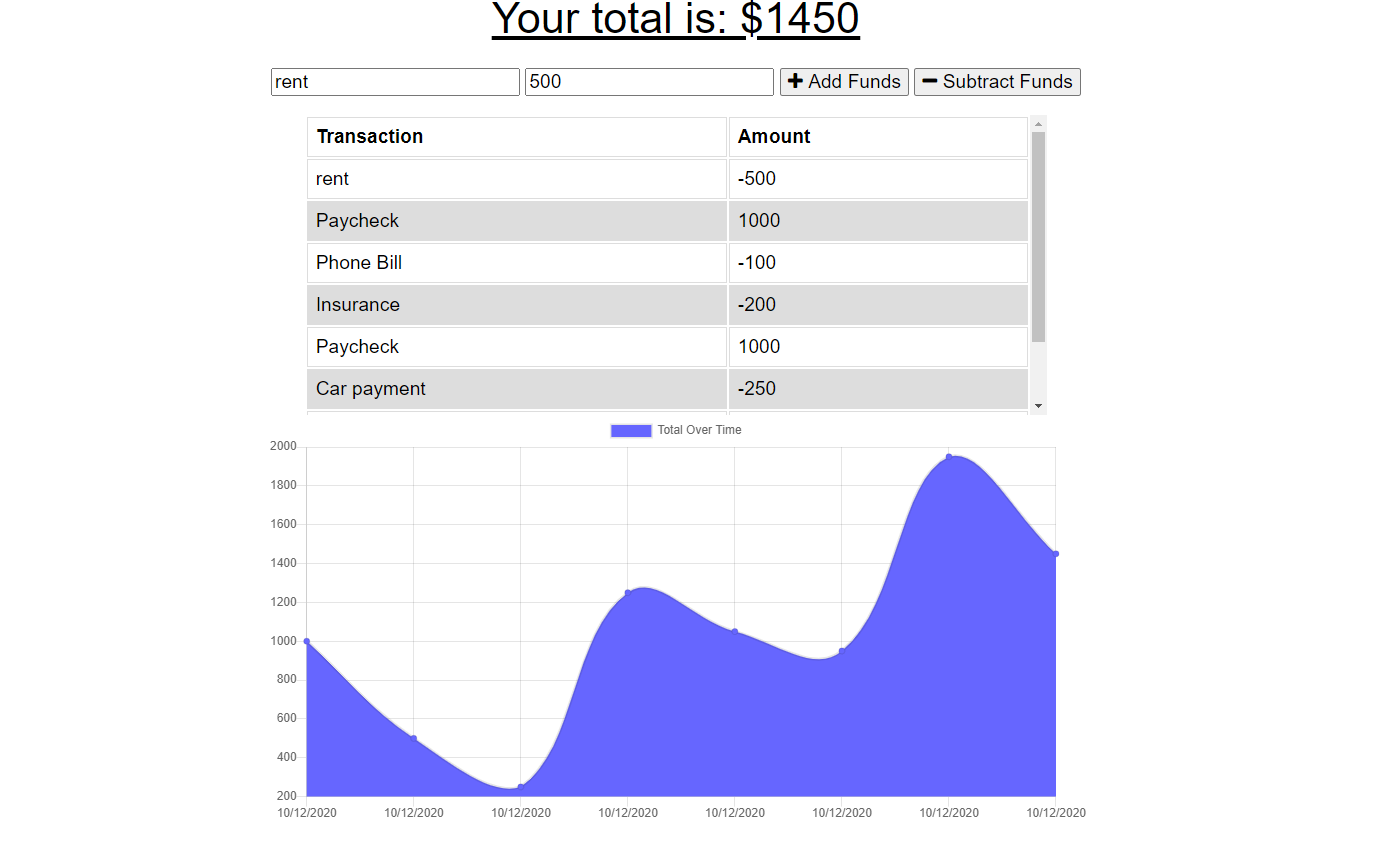 Your total is: $1450
rent 500 Add Funds Subtract Funds
Transaction Amount
rent -500
Paycheck 1000
Phone Bill -100
Insurance -200
Paycheck 1000
Car payment -250
Total Over Time
2000
1800
1600
1400
1200
1000
800
600
400
200
10/12/2020 10/12/2020 10/12/2020 10/12/2020 10/12/2020 10/12/2020 10/12/2020 10/12/2020